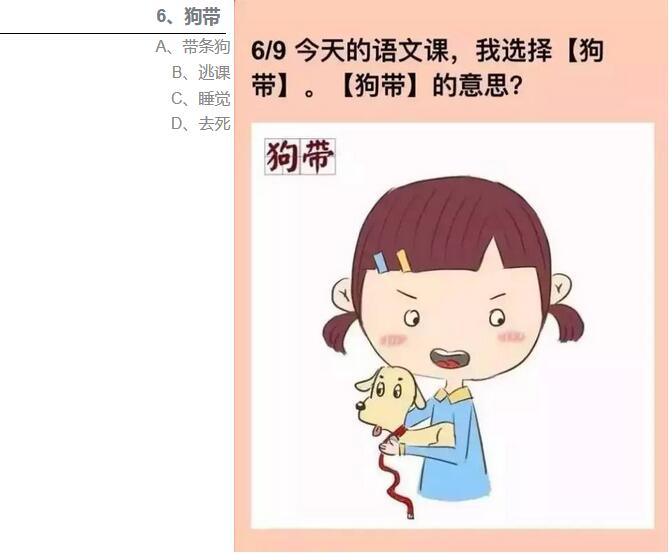 6、狗带
A、带条狗
B、逃课
C、睡觉
D、去死
6/9 今天的语文课，我选择【狗
带】。【狗带】的意思?
狗带